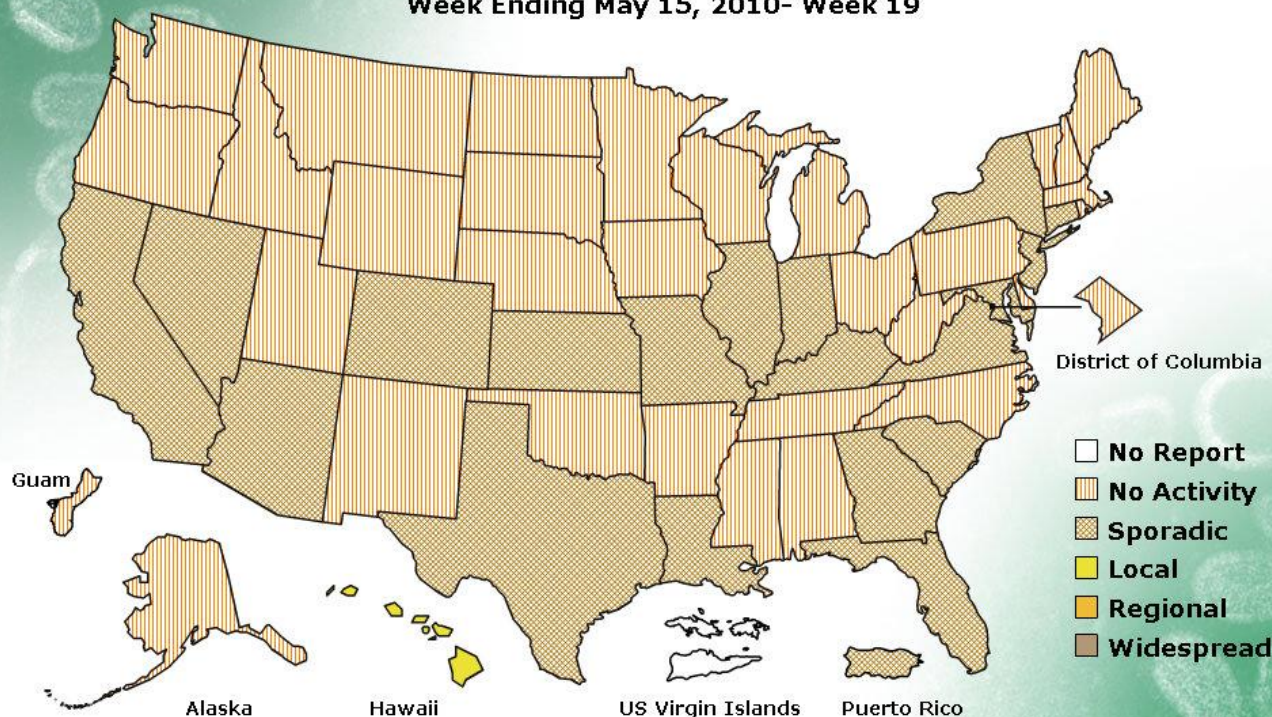 Week Ending May 15, 2010- Week 19
District of Columbia
No Report
No Activity
Sporadic
Local
Regional
Widespread
Guam
Alaska
Hawaii
US Virgin Islands
Puerto Rico